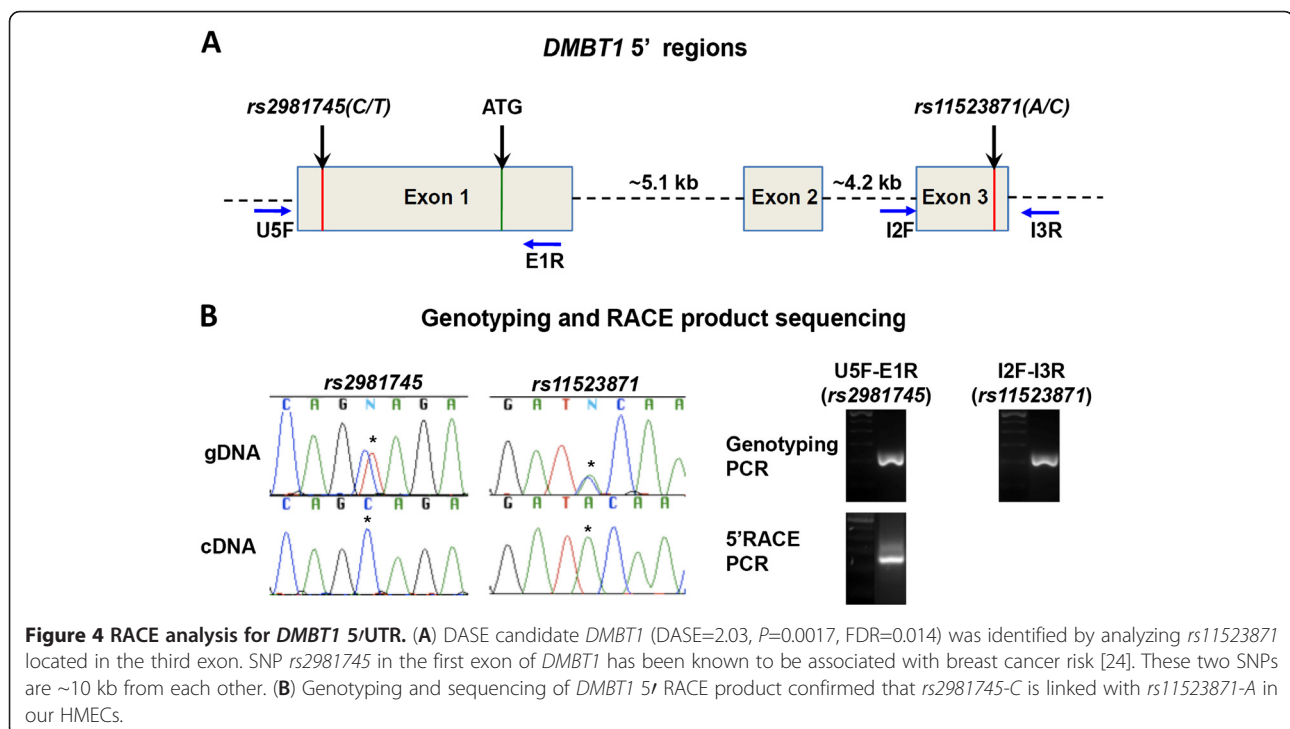 A
DMBT1 5' regions
rs2981745(C/T)
ATG
rs11523871(A/C)
Exon 1
~5.1 kb
Exon 2
~4.2 kb
Exon 3
U5F
E1R
I2F
I3R
B
Genotyping and RACE product sequencing
rs2981745
rs11523871
U5F-E1R
(rs2981745)
I2F-I3R
(rs11523871)
C A G N A G A
G A T N C A A
*
*
gDNA
Genotyping
PCR
C A G C A G A
G A T A C A A
*
*
cDNA
5'RACE
PCR
Figure 4 RACE analysis for DMBT1 5′UTR. (A) DASE candidate DMBT1 (DASE=2.03, P=0.0017, FDR=0.014) was identified by analyzing rs11523871
located in the third exon. SNP rs2981745 in the first exon of DMBT1 has been known to be associated with breast cancer risk [24]. These two SNPs
are ~10 kb from each other. (B) Genotyping and sequencing of DMBT1 5′ RACE product confirmed that rs2981745-C is linked with rs11523871-A in
our HMECs.